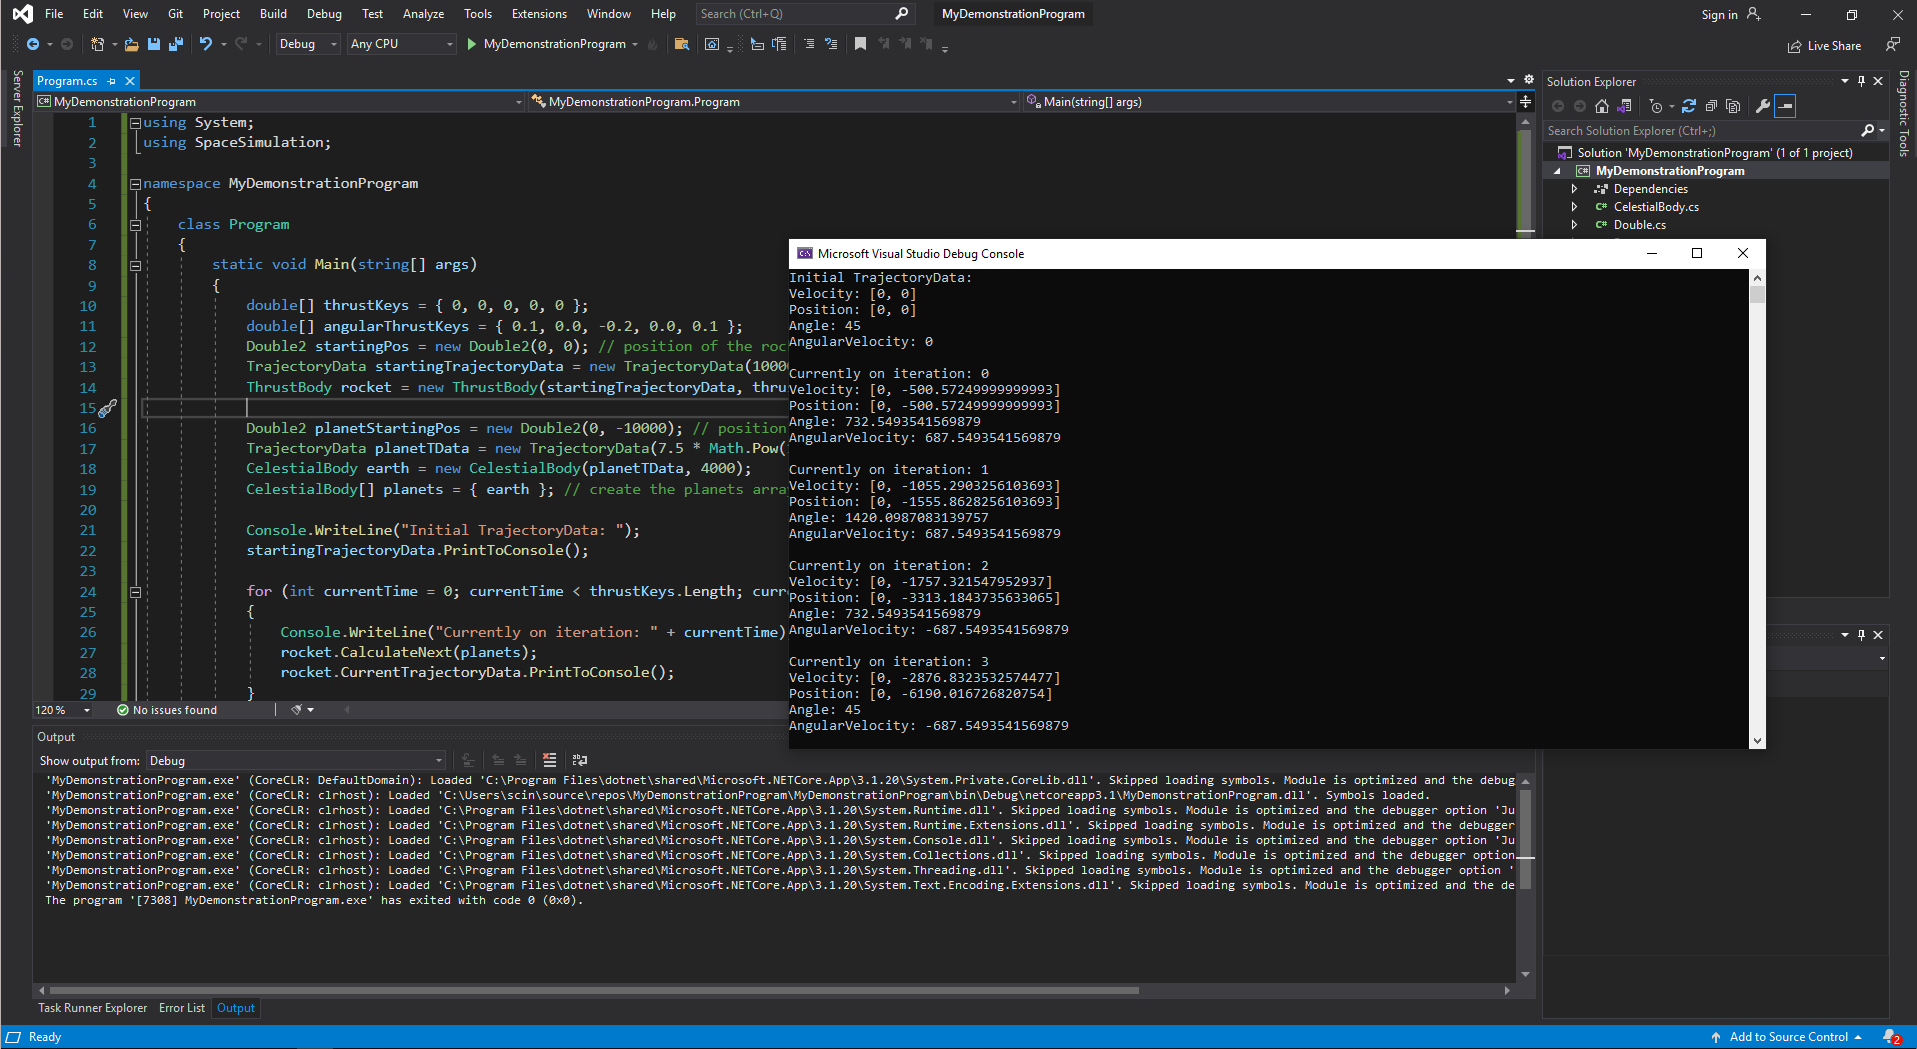 File Edit View Git Project Build Debug Test Analyze Tools Extensions Window Help Search (Ctrl+Q) MyDemonstrationProgram Sign in
Debug Any CPU MyDemonstrationProgram Live Share
Server Explorer
Program.cs
MyDemonstrationProgram MyDemonstrationProgram.Program Main(string[] args)
1 using System;
2 using SpaceSimulation;
3
4 namespace MyDemonstrationProgram
5 {
6 class Program
7 {
8 static void Main(string[] args)
9 {
10 double[] thrustKeys = { 0, 0, 0, 0, 0 };
11 double[] angularThrustKeys = { 0.1, 0.0, -0.2, 0.0, 0.1 };
12 Double2 startingPos = new Double2(0, 0); // position of the roc
13 TrajectoryData startingTrajectoryData = new TrajectoryData(1000
14 ThrustBody rocket = new ThrustBody(startingTrajectoryData, thru
15
16 Double2 planetStartingPos = new Double2(0, -10000); // position
17 TrajectoryData planetTData = new TrajectoryData(7.5 * Math.Pow(
18 CelestialBody earth = new CelestialBody(planetTData, 4000);
19 CelestialBody[] planets = { earth }; // create the planets arra
20
21 Console.WriteLine("Initial TrajectoryData: ");
22 startingTrajectoryData.PrintToConsole();
23
24 for (int currentTime = 0; currentTime < thrustKeys.Length; curr
25 {
26 Console.WriteLine("Currently on iteration: " + currentTime)
27 rocket.CalculateNext(planets);
28 rocket.CurrentTrajectoryData.PrintToConsole();
29 }
120 % No issues found
Microsoft Visual Studio Debug Console
Initial TrajectoryData:
Velocity: [0, 0]
Position: [0, 0]
Angle: 45
AngularVelocity: 0
Currently on iteration: 0
Velocity: [0, -500.57249999999993]
Position: [0, -500.57249999999993]
Angle: 732.5493541569879
AngularVelocity: 687.5493541569879
Currently on iteration: 1
Velocity: [0, -1055.2903256103693]
Position: [0, -1555.8628256103693]
Angle: 1420.0987083139757
AngularVelocity: 687.5493541569879
Currently on iteration: 2
Velocity: [0, -1757.321547952937]
Position: [0, -3313.1843735633065]
Angle: 732.5493541569879
AngularVelocity: -687.5493541569879
Currently on iteration: 3
Velocity: [0, -2876.8323532574477]
Position: [0, -6190.016726820754]
Angle: 45
AngularVelocity: -687.5493541569879
Solution Explorer
Search Solution Explorer (Ctrl+;)
Solution 'MyDemonstrationProgram' (1 of 1 project)
MyDemonstrationProgram
Dependencies
CelestialBody.cs
Double.cs
Diagnostic Tools
Output
Show output from: Debug
'MyDemonstrationProgram.exe' (CoreCLR: DefaultDomain): Loaded 'C:\Program Files\dotnet\shared\Microsoft.NETCore.App\3.1.20\System.Private.CoreLib.dll'. Skipped loading symbols. Module is optimized and the debug
'MyDemonstrationProgram.exe' (CoreCLR: clrhost): Loaded 'C:\Users\scin\source\repos\MyDemonstrationProgram\MyDemonstrationProgram\bin\Debug\netcoreapp3.1\MyDemonstrationProgram.dll'. Symbols loaded.
'MyDemonstrationProgram.exe' (CoreCLR: clrhost): Loaded 'C:\Program Files\dotnet\shared\Microsoft.NETCore.App\3.1.20\System.Runtime.dll'. Skipped loading symbols. Module is optimized and the debugger option 'Ju
'MyDemonstrationProgram.exe' (CoreCLR: clrhost): Loaded 'C:\Program Files\dotnet\shared\Microsoft.NETCore.App\3.1.20\System.Runtime.Extensions.dll'. Skipped loading symbols. Module is optimized and the debugger
'MyDemonstrationProgram.exe' (CoreCLR: clrhost): Loaded 'C:\Program Files\dotnet\shared\Microsoft.NETCore.App\3.1.20\System.Console.dll'. Skipped loading symbols. Module is optimized and the debugger option 'Ju
'MyDemonstrationProgram.exe' (CoreCLR: clrhost): Loaded 'C:\Program Files\dotnet\shared\Microsoft.NETCore.App\3.1.20\System.Collections.dll'. Skipped loading symbols. Module is optimized and the debugger option
'MyDemonstrationProgram.exe' (CoreCLR: clrhost): Loaded 'C:\Program Files\dotnet\shared\Microsoft.NETCore.App\3.1.20\System.Threading.dll'. Skipped loading symbols. Module is optimized and the debugger option '
'MyDemonstrationProgram.exe' (CoreCLR: clrhost): Loaded 'C:\Program Files\dotnet\shared\Microsoft.NETCore.App\3.1.20\System.Text.Encoding.Extensions.dll'. Skipped loading symbols. Module is optimized and the de
The program '[7308] MyDemonstrationProgram.exe' has exited with code 0 (0x0).
Task Runner Explorer Error List Output
Ready Add to Source Control 2